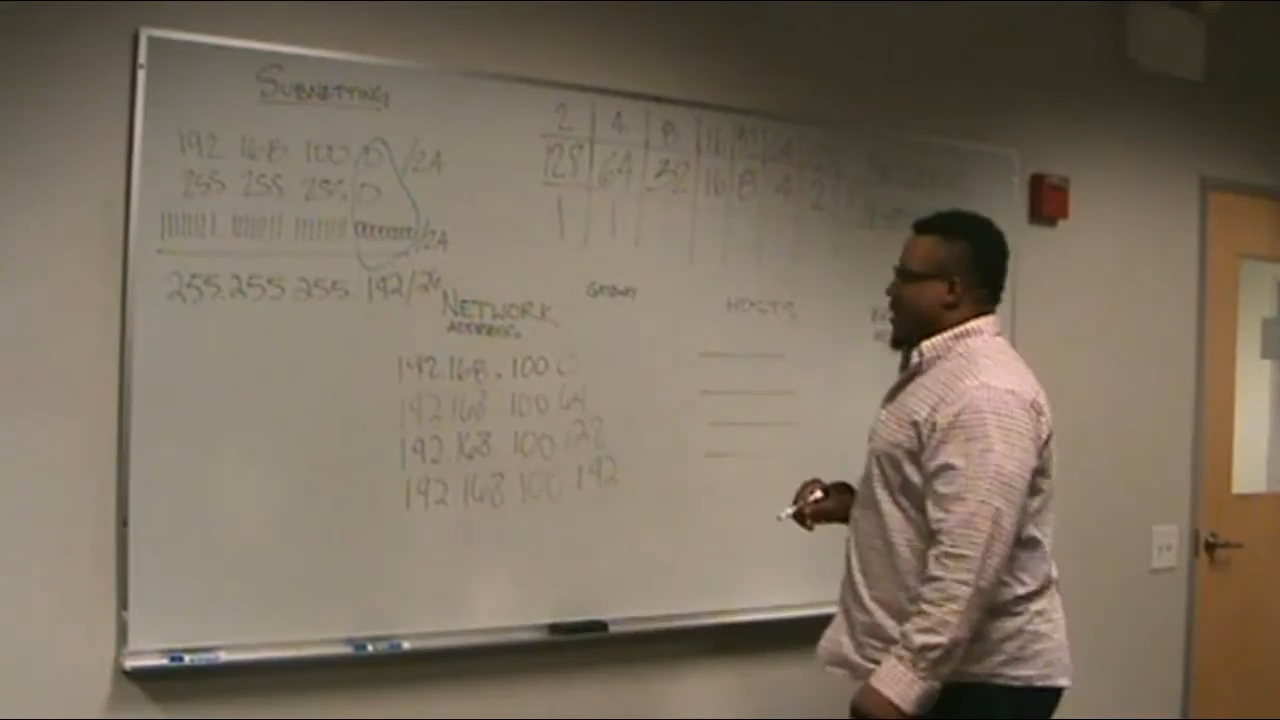 SUBNETTING
192 168 100 0 /24
255 255 255 0
11111111 11111111 11111111 00000000/24
255.255 255 192/26
2 4 8 16 32 64
128 64 32 16 8 4 2
1 1
NETWORK
ADDRESS
HOSTS
192.168.100 0
192 168 100 64
192.168 100 128
192 168 100 192